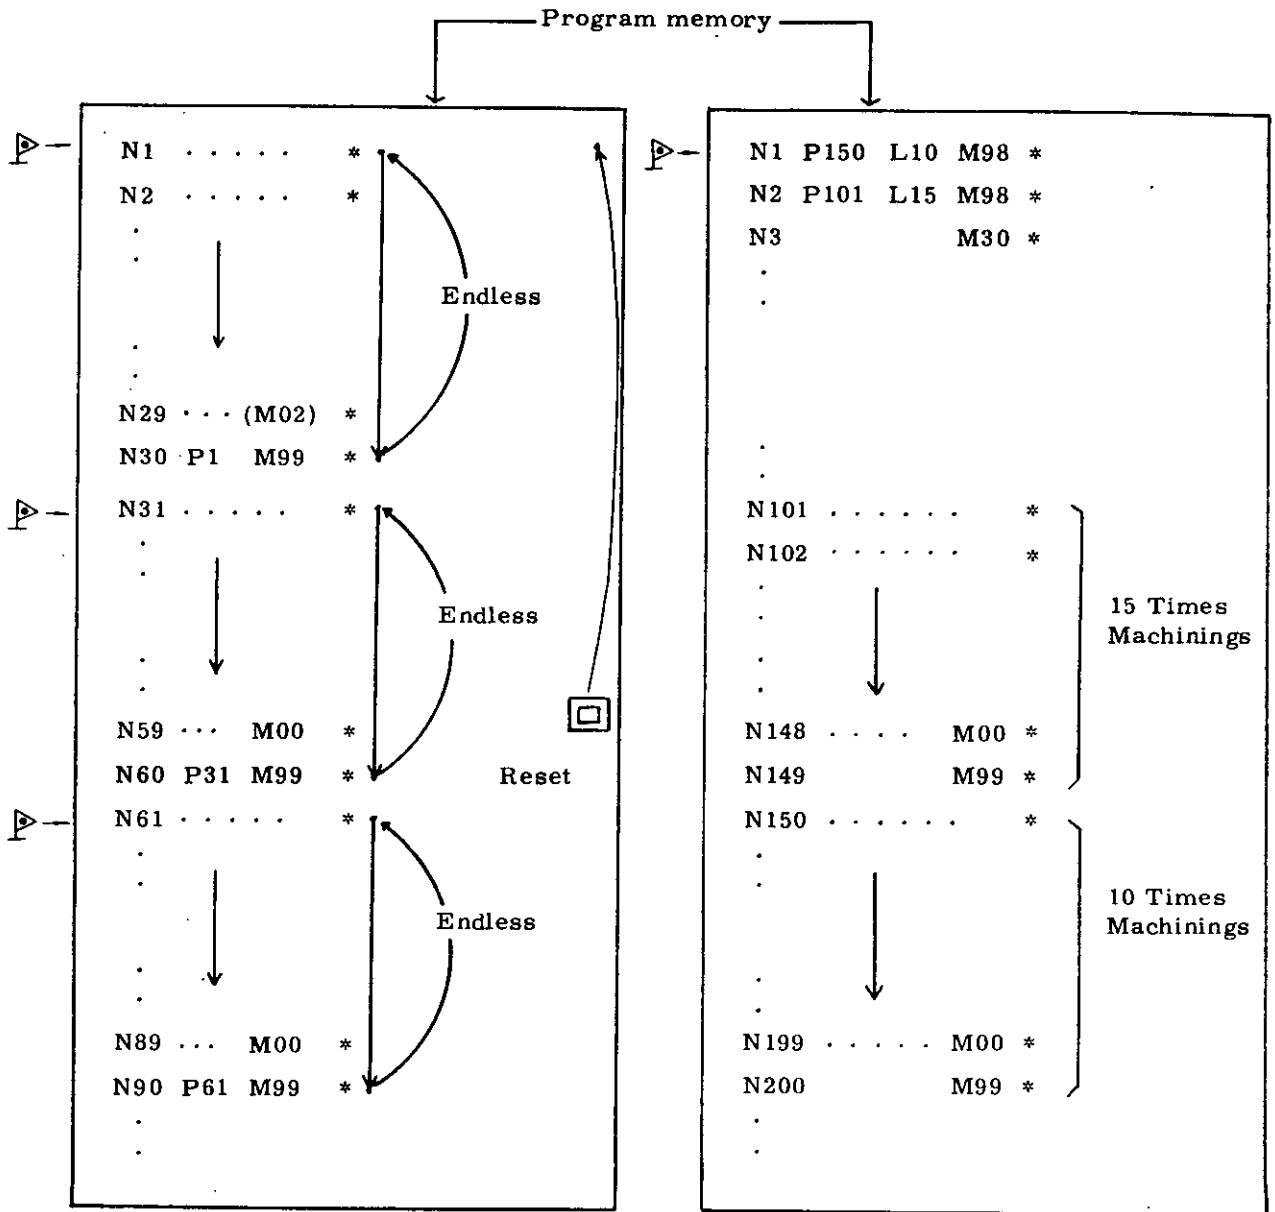 Program memory
N1 . . . . . *
N2 . . . . . *
Endless
N29 . . . (M02) *
N30 P1 M99 *
N31 . . . . . *
Endless
N59 ... M00 *
N60 P31 M99 *
Reset
N61 . . . . . *
Endless
N89 ... M00 *
N90 P61 M99 *
N1 P150 L10 M98 *
N2 P101 L15 M98 *
N3 M30 *
N101 . . . . . . *
N102 . . . . . . *
15 Times
Machinings
N148 . . . . M00 *
N149 M99 *
N150 . . . . . . *
10 Times
Machinings
N199 . . . . . M00 *
N200 M99 *